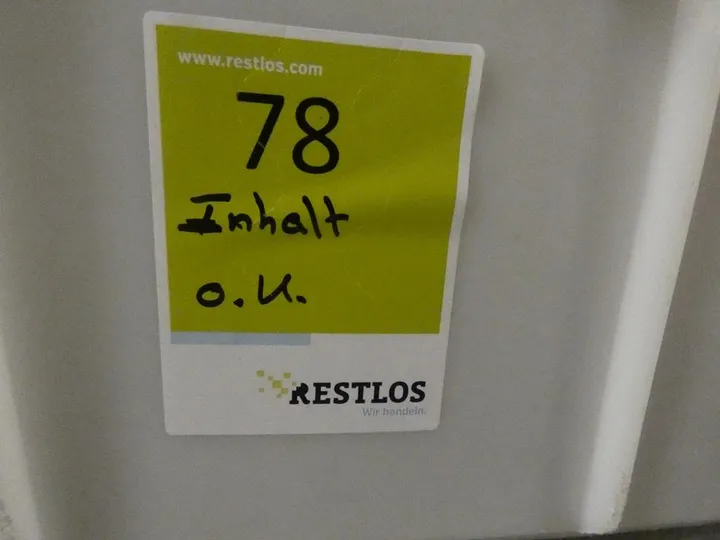 www.restlos.com
78
Inhalt
o.K.
RESTLOS
Wir handeln.